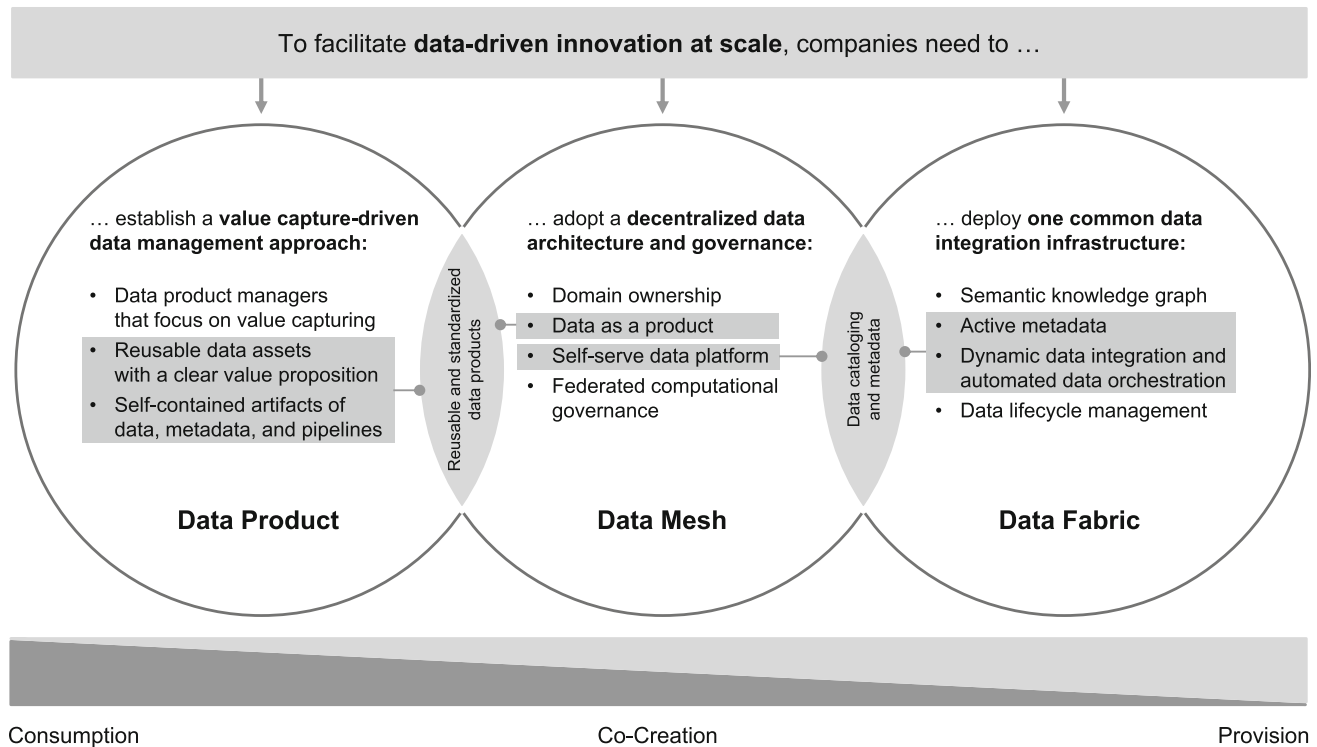 To facilitate data-driven innovation at scale, companies need to …
… establish a value capture-driven
data management approach:
• Data product managers
that focus on value capturing
• Reusable data assets
with a clear value proposition
• Self-contained artifacts of
data, metadata, and pipelines
Data Product
Reusable and standardized
data products
… adopt a decentralized data
architecture and governance:
• Domain ownership
• Data as a product
• Self-serve data platform
• Federated computational
governance
Data Mesh
Data cataloging
and metadata
… deploy one common data
integration infrastructure:
• Semantic knowledge graph
• Active metadata
• Dynamic data integration and
automated data orchestration
• Data lifecycle management
Data Fabric
Consumption
Co-Creation
Provision